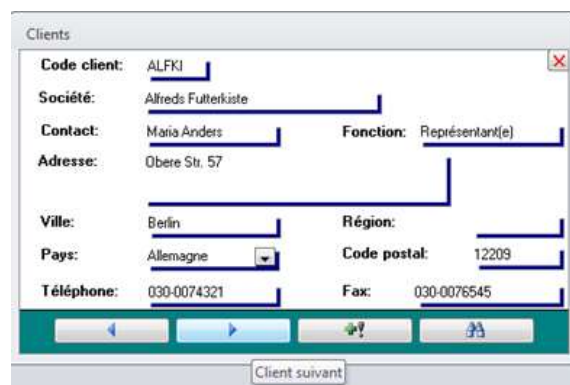 Clients
Code client: ALFKI
Société: Alfreds Futterkiste
Contact: Maria Anders Fonction: Représentant(e)
Adresse: Obere Str. 57
Ville: Berlin Région:
Pays: Allemagne Code postal: 12209
Téléphone: 030-0074321 Fax: 030-0076545
Client suivant